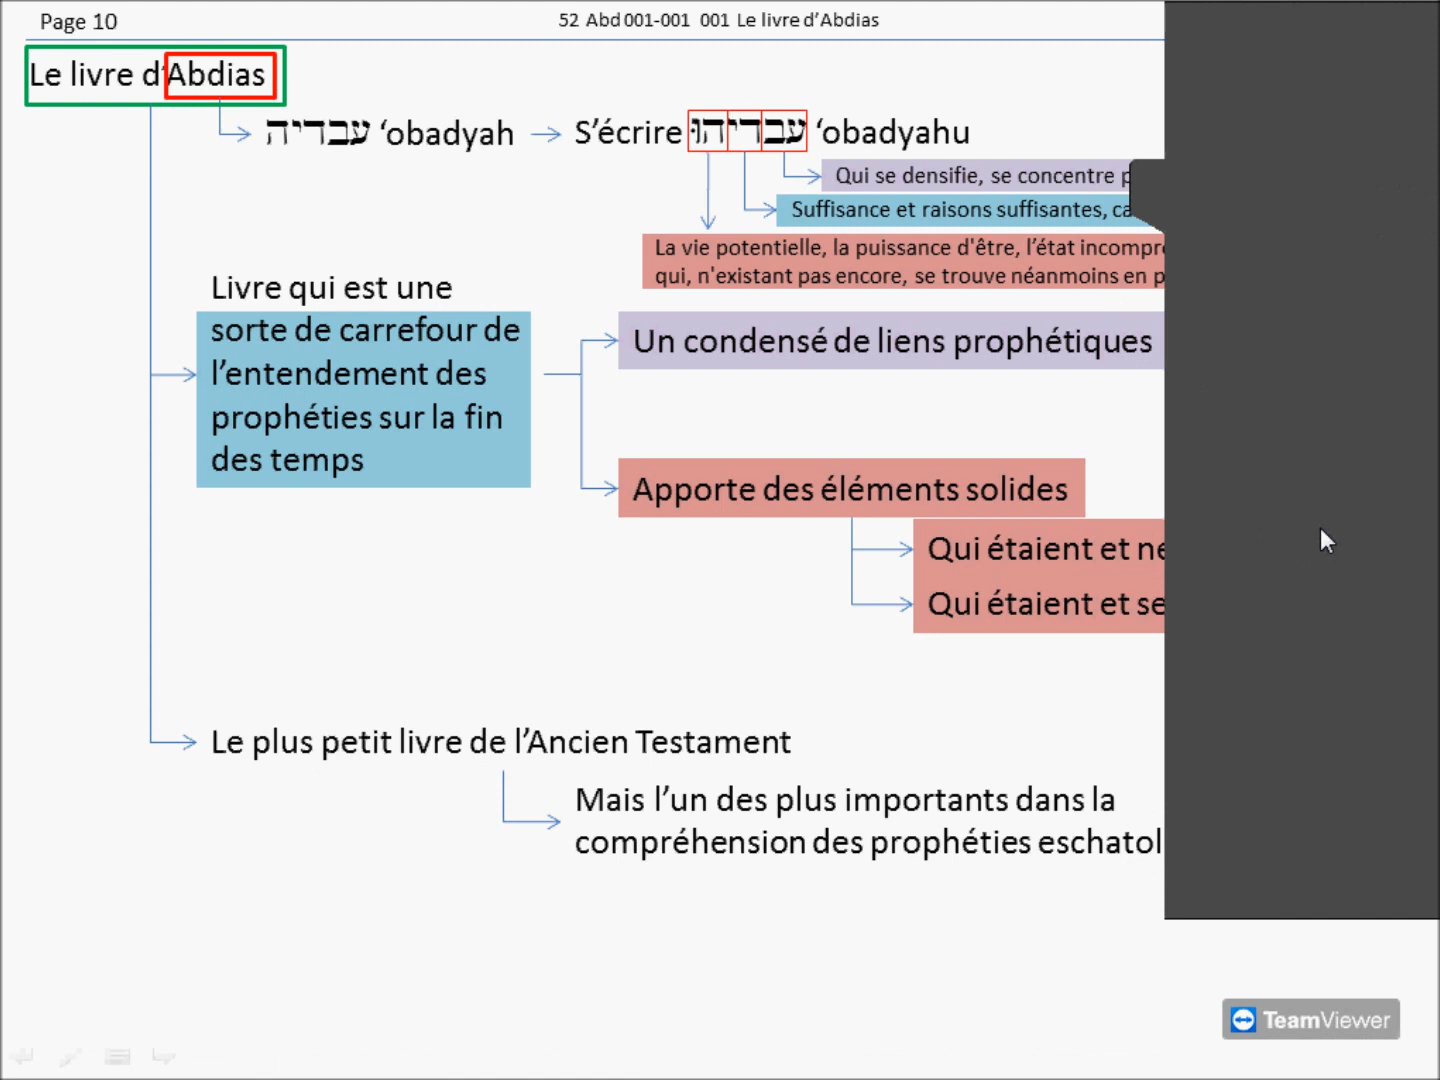 Page 10
52 Abd 001-001 001 Le livre d’Abdias
Le livre d’Abdias
עבדיה ‘obadyah
S’écrire עבדיהוּ ‘obadyahu
Qui se densifie, se concentre
Suffisance et raisons suffisantes,
La vie potentielle, la puissance d'être, l’état
qui, n'existant pas encore, se trouve néanmoins en
Livre qui est une
sorte de carrefour de
l’entendement des
prophéties sur la fin
des temps
Un condensé de liens prophétiques
Apporte des éléments solides
Qui étaient et
Qui étaient et
Le plus petit livre de l’Ancien Testament
Mais l’un des plus importants dans la
compréhension des prophéties
TeamViewer